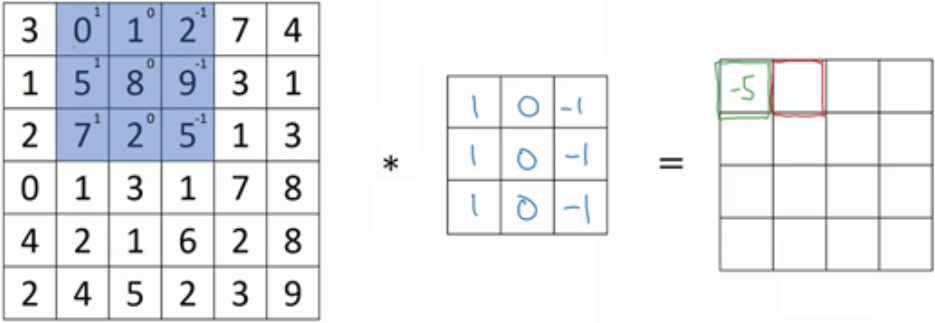 3 0 1 1 0 2 -1 7 4
1 5 1 8 0 9 -1 3 1
2 7 1 2 0 5 -1 1 3
0 1 3 1 7 8
4 2 1 6 2 8
2 4 5 2 3 9
*
1 0 -1
1 0 -1
1 0 -1
=
-5